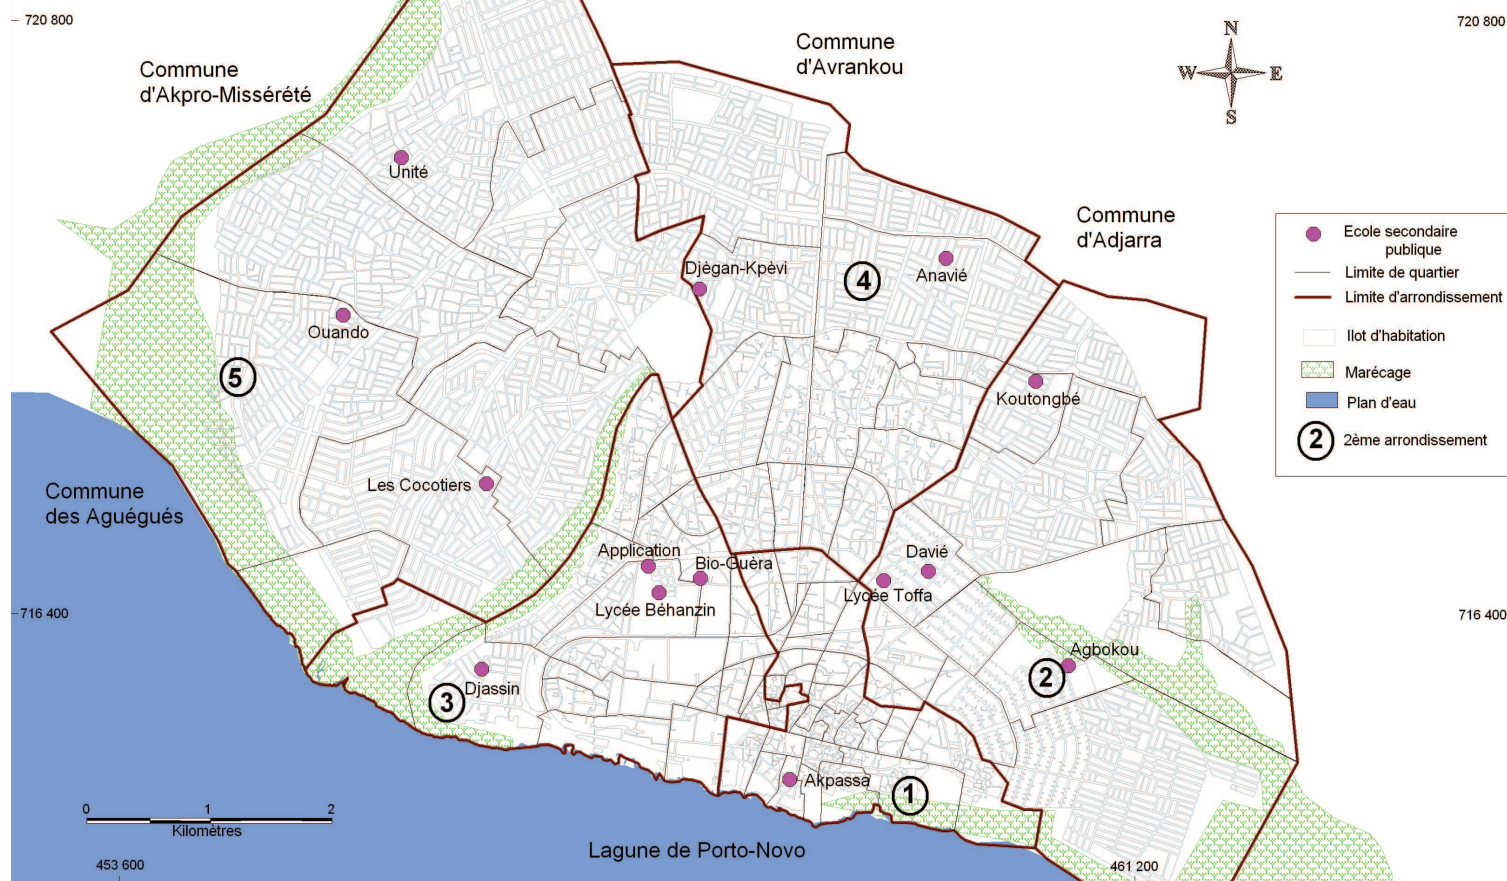 720 800
720 800
Commune
d'Avrankou
N
W E
S
Commune
d'Akpro-Missérété
Unité
Commune
d'Adjarra
Ecole secondaire
publique
Limite de quartier
Limite d'arrondissement
Ilot d'habitation
Marécage
Plan d'eau
2
2ème arrondissement
Djègan-Kpèvi
4
Anavié
Ouando
5
Koutongbé
Les Cocotiers
Commune
des Aguégués
Application
Bio-Guèra
Davié
Lycée Béhanzin
Lycée Toffa
716 400
716 400
Agbokou
2
Djassin
3
Akpassa
1
0 1 2
Kilomètres
Lagune de Porto-Novo
453 600
461 200